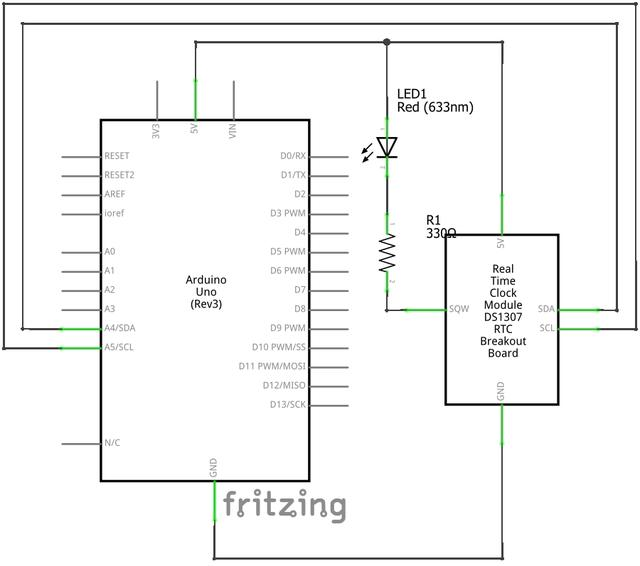 LED1
Red (633nm)
3V3
5V
VIN
RESET
RESET2
AREF
ioref
A0
A1
A2
A3
A4/SDA
A5/SCL
N/C
Arduino
Uno
(Rev3)
D0/RX
D1/TX
D2
D3 PWM
D4
D5 PWM
D6 PWM
D7
D8
D9 PWM
D10 PWM/SS
D11 PWM/MOSI
D12/MISO
D13/SCK
GND
R1
330Ω
1
2
5V
SQW
Real
Time
Clock
Module
DS1307
RTC
Breakout
Board
SDA
SCL
GND
fritzing